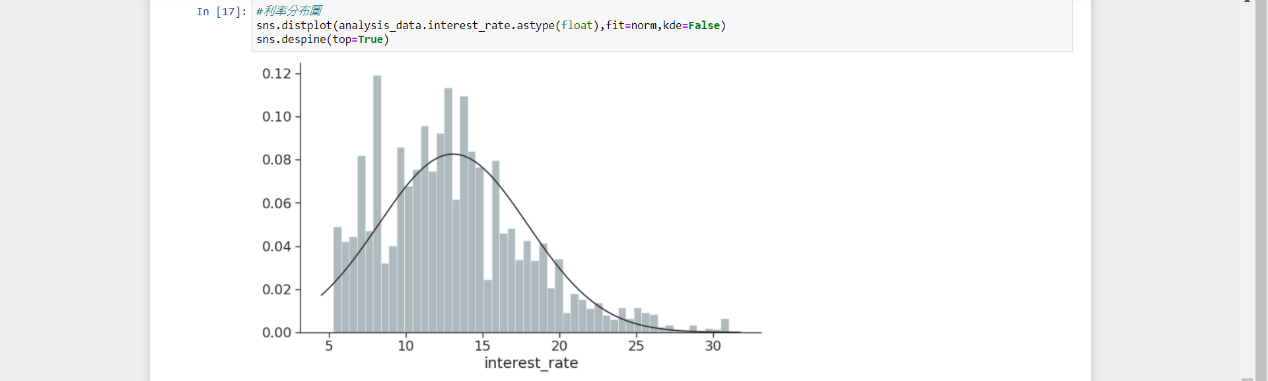 In [17]: #利率分布圖
sns.distplot(analysis_data.interest_rate.astype(float),fit=norm,kde=False)
sns.despine(top=True)
0.12
0.10
0.08
0.06
0.04
0.02
0.00
5 10 15 20 25 30
interest_rate